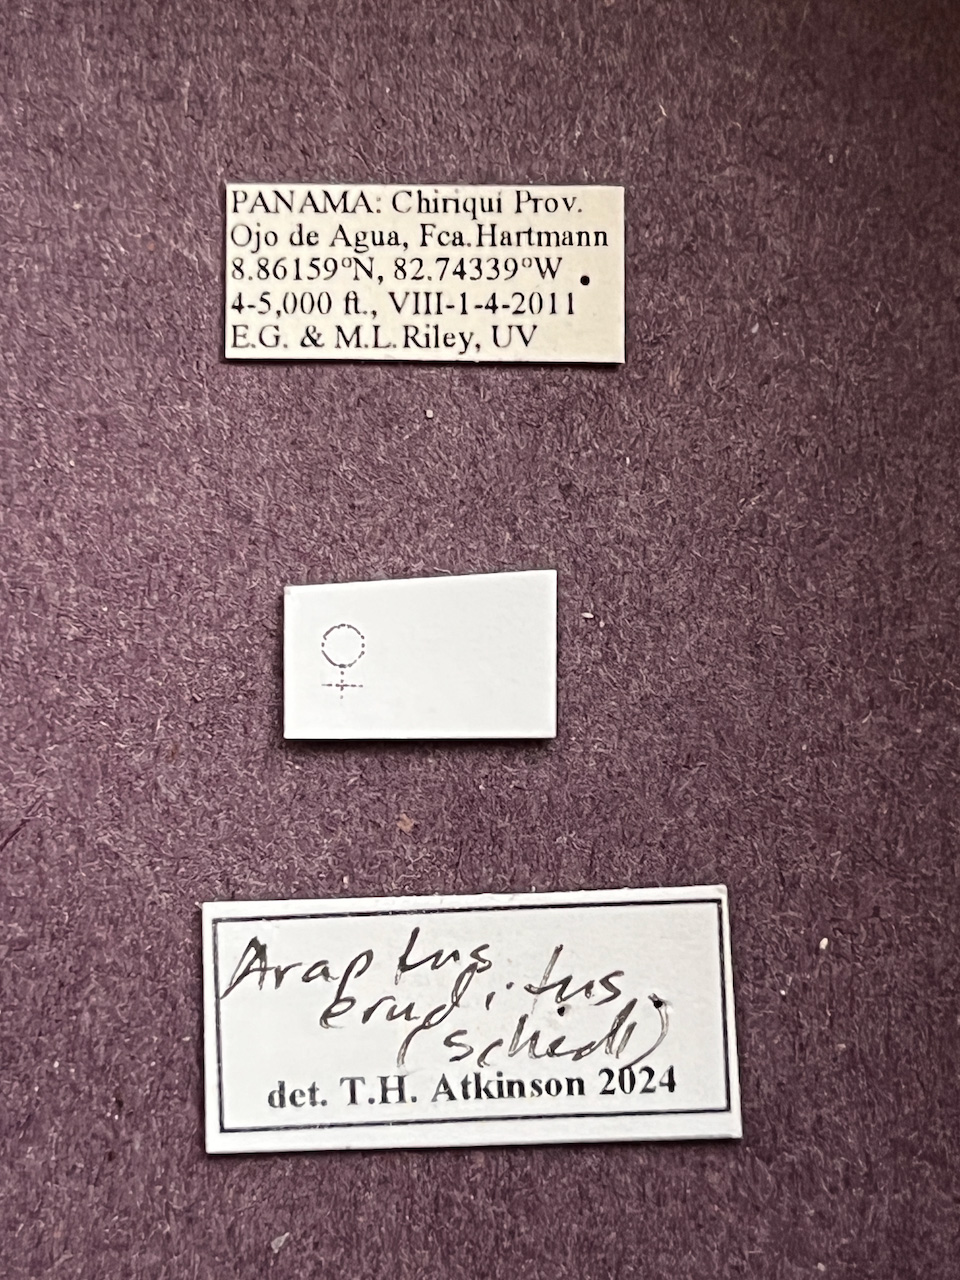 PANAMA: Chiriquí Prov.
Ojo de Agua, Fca.Hartmann
8.86159°N, 82.74339°W
4-5,000 ft., VIII-1-4-2011
E.G. & M.L.Riley, UV
♀
Araptus
eruditus
(Schedl)
det. T.H. Atkinson 2024